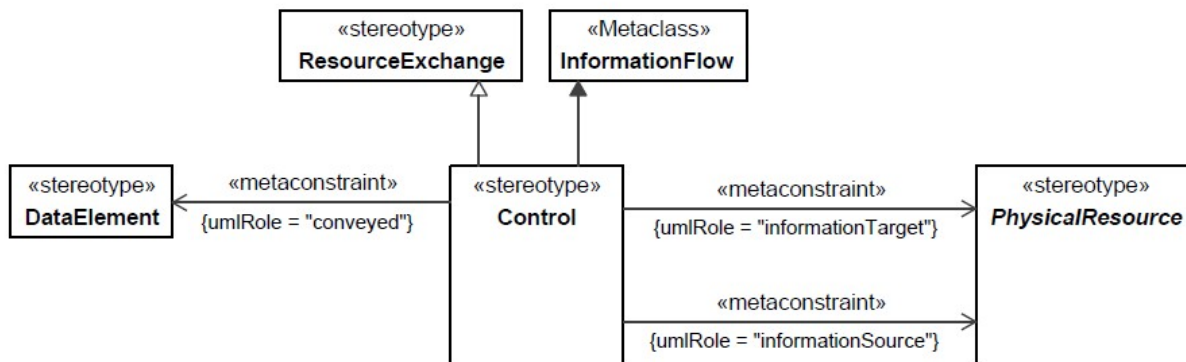 «stereotype»
ResourceExchange
«Metaclass»
InformationFlow
«stereotype»
DataElement
«metaconstraint»
{umlRole = "conveyed"}
«stereotype»
Control
«metaconstraint»
{umlRole = "informationTarget"}
«metaconstraint»
{umlRole = "informationSource"}
«stereotype»
PhysicalResource